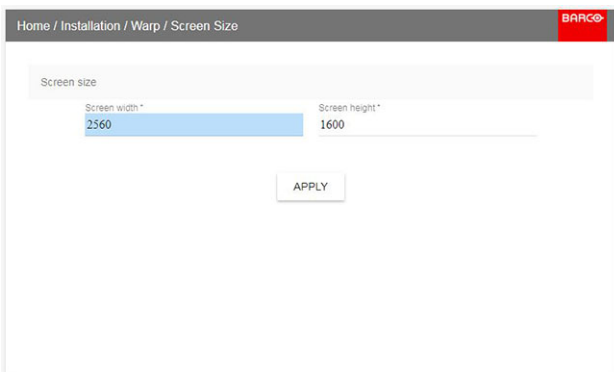 Home / Installation / Warp / Screen Size
BARCO
Screen size
Screen width *
Screen height *
2560
1600
APPLY